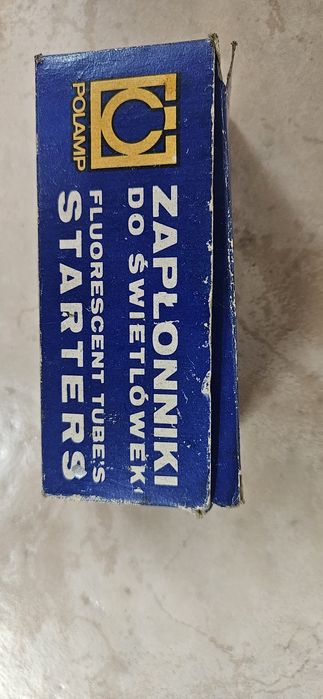 POLAMP
ZAPŁONNIKI
DO ŚWIETLÓWEK
FLUORESCENT TUBE'S
STARTERS